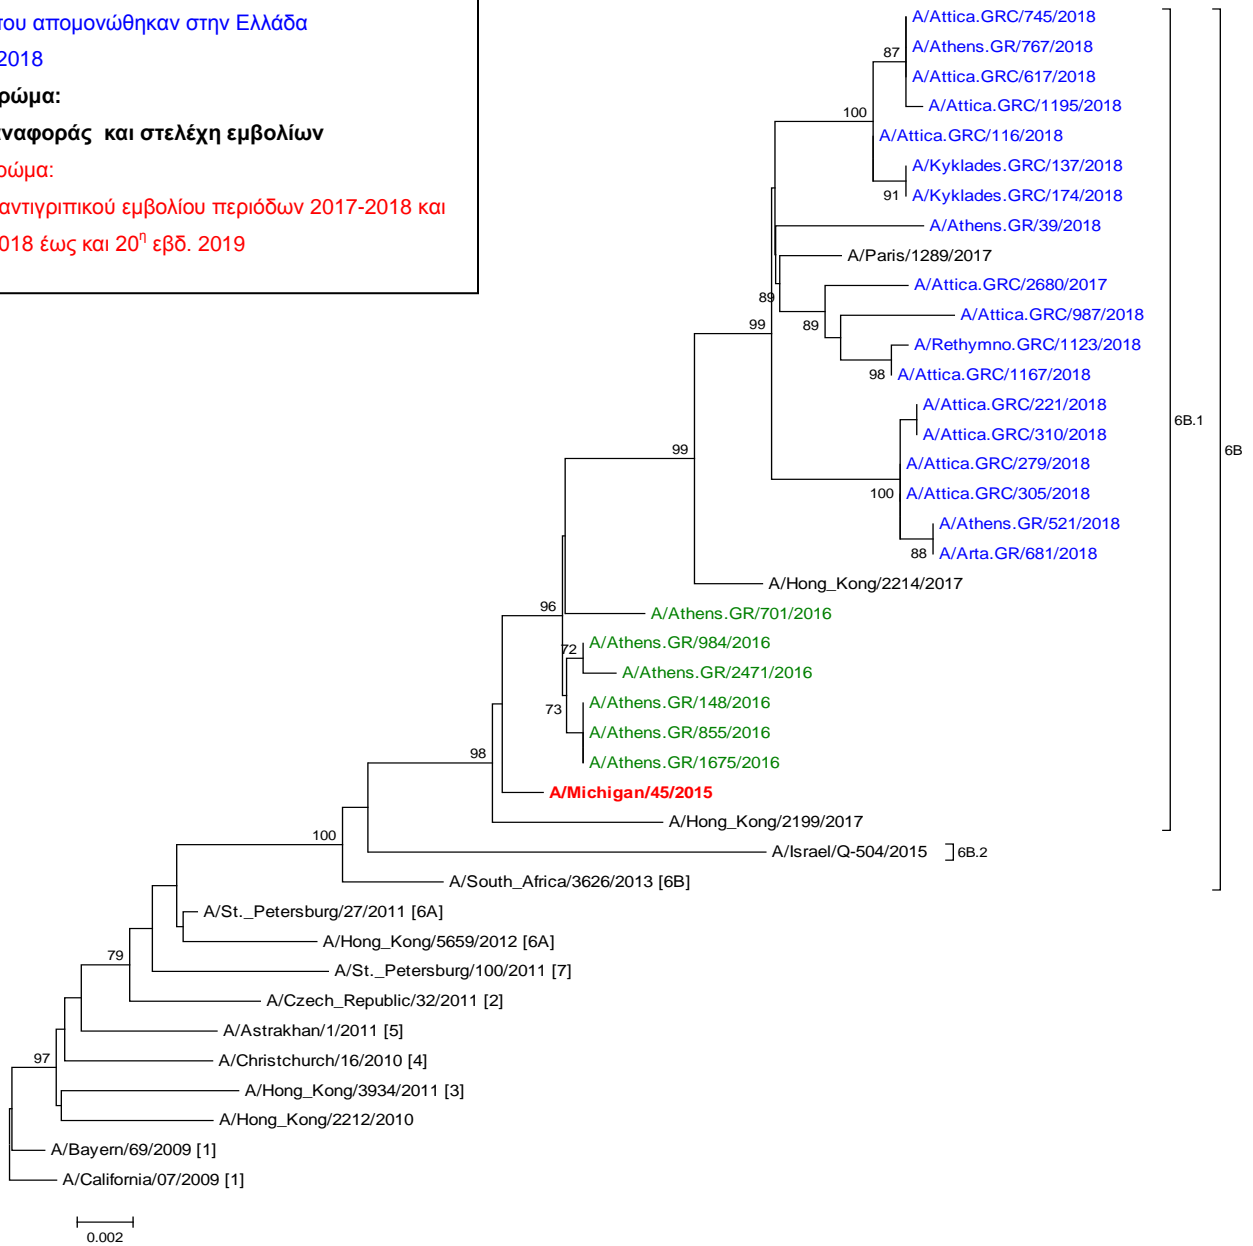 που απομονώθηκαν στην Ελλάδα
2018
ρώμα:
ναφοράς και στελέχη εμβολίων
ρώμα:
αντιγριπικού εμβολίου περιόδων 2017-2018 και
018 έως και 20η εβδ. 2019
A/Attica.GRC/745/2018
A/Athens.GR/767/2018
87
A/Attica.GRC/617/2018
A/Attica.GRC/1195/2018
100
A/Attica.GRC/116/2018
A/Kyklades.GRC/137/2018
91
A/Kyklades.GRC/174/2018
A/Athens.GR/39/2018
A/Paris/1289/2017
A/Attica.GRC/2680/2017
89
A/Attica.GRC/987/2018
99
89
A/Rethymno.GRC/1123/2018
98
A/Attica.GRC/1167/2018
A/Attica.GRC/221/2018
6B.1
A/Attica.GRC/310/2018
99
6B
A/Attica.GRC/279/2018
100
A/Attica.GRC/305/2018
A/Athens.GR/521/2018
88
A/Arta.GR/681/2018
A/Hong_Kong/2214/2017
96
A/Athens.GR/701/2016
A/Athens.GR/984/2016
72
A/Athens.GR/2471/2016
A/Athens.GR/148/2016
73
A/Athens.GR/855/2016
98
A/Athens.GR/1675/2016
A/Michigan/45/2015
A/Hong_Kong/2199/2017
100
A/Israel/Q-504/2015
6B.2
A/South_Africa/3626/2013 [6B]
A/St._Petersburg/27/2011 [6A]
A/Hong_Kong/5659/2012 [6A]
79
A/St._Petersburg/100/2011 [7]
A/Czech_Republic/32/2011 [2]
A/Astrakhan/1/2011 [5]
97
A/Christchurch/16/2010 [4]
A/Hong_Kong/3934/2011 [3]
A/Hong_Kong/2212/2010
A/Bayern/69/2009 [1]
A/California/07/2009 [1]
0.002